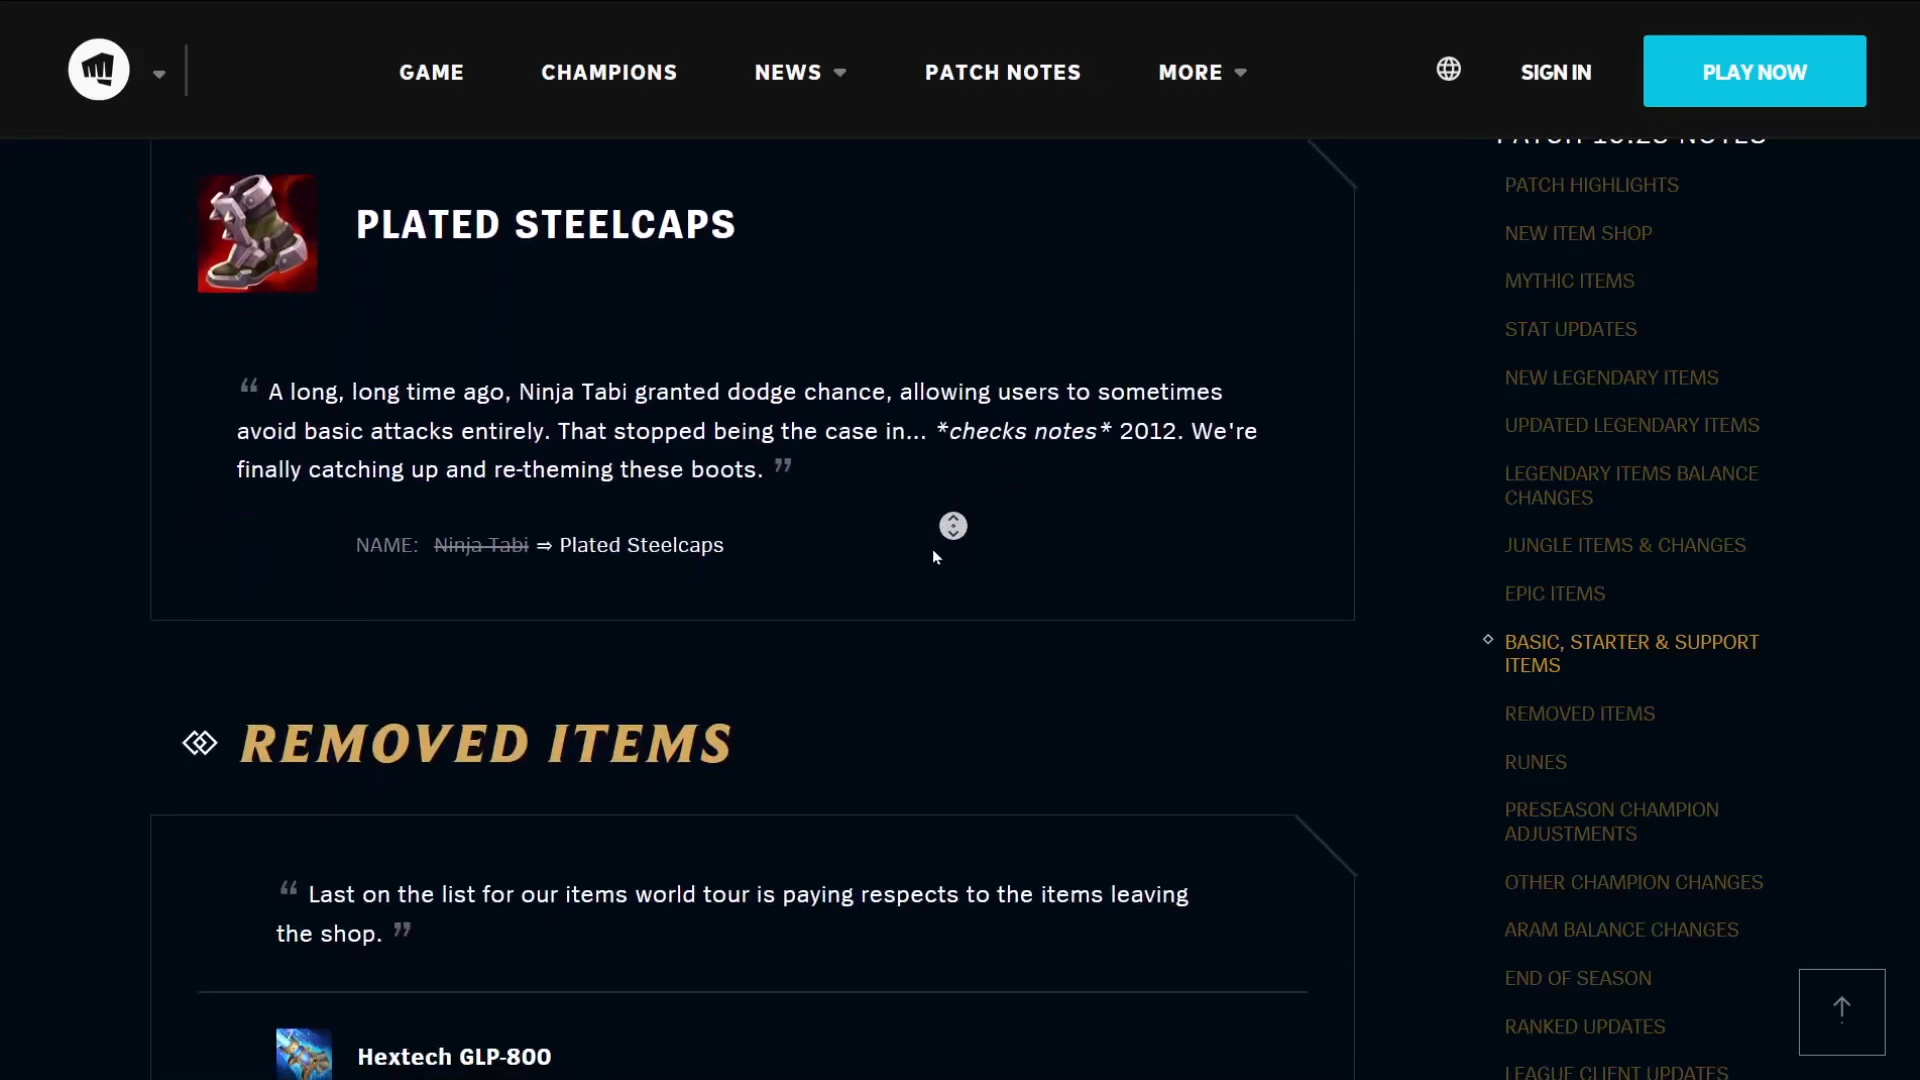 GAME
CHAMPIONS
NEWS
PATCH NOTES
MORE
SIGN IN
PLAY NOW
PLATED STEELCAPS
“ A long, long time ago, Ninja Tabi granted dodge chance, allowing users to sometimes
avoid basic attacks entirely. That stopped being the case in... *checks notes* 2012. We're
finally catching up and re-theming these boots. ”
NAME: Ninja Tabi ⇒ Plated Steelcaps
REMOVED ITEMS
“ Last on the list for our items world tour is paying respects to the items leaving
the shop. ”
Hextech GLP-800
PATCH HIGHLIGHTS
NEW ITEM SHOP
MYTHIC ITEMS
STAT UPDATES
NEW LEGENDARY ITEMS
UPDATED LEGENDARY ITEMS
LEGENDARY ITEMS BALANCE
CHANGES
JUNGLE ITEMS & CHANGES
EPIC ITEMS
BASIC, STARTER & SUPPORT
ITEMS
REMOVED ITEMS
RUNES
PRESEASON CHAMPION
ADJUSTMENTS
OTHER CHAMPION CHANGES
ARAM BALANCE CHANGES
END OF SEASON
RANKED UPDATES
LEAGUE CLIENT UPDATES